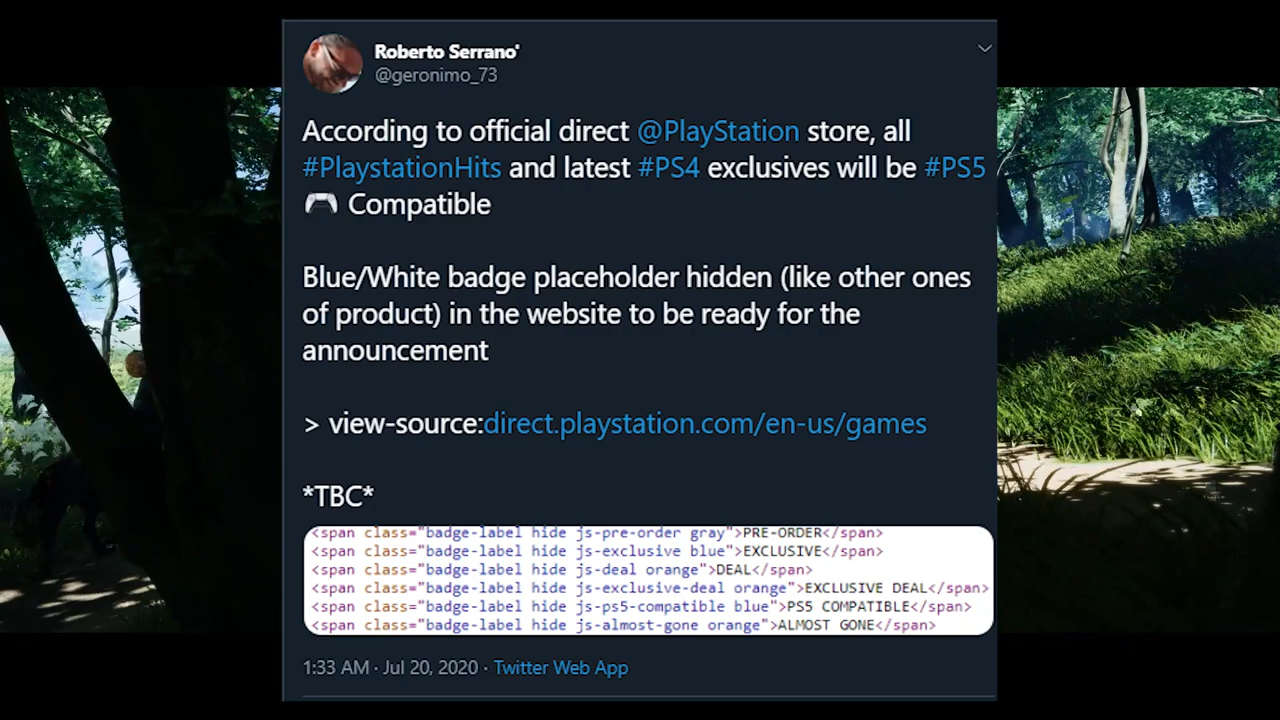 Roberto Serrano'
@geronimo_73
According to official direct @PlayStation store, all
#PlaystationHits and latest #PS4 exclusives will be #PS5
🎮 Compatible
Blue/White badge placeholder hidden (like other ones
of product) in the website to be ready for the
announcement
> view-source:direct.playstation.com/en-us/games
*TBC*
<span class="badge-label hide js-pre-order gray">PRE-ORDER</span>
<span class="badge-label hide js-exclusive blue">EXCLUSIVE</span>
<span class="badge-label hide js-deal orange">DEAL</span>
<span class="badge-label hide js-exclusive-deal orange">EXCLUSIVE DEAL</span>
<span class="badge-label hide js-ps5-compatible blue">PS5 COMPATIBLE</span>
<span class="badge-label hide js-almost-gone orange">ALMOST GONE</span>
1:33 AM · Jul 20, 2020 · Twitter Web App